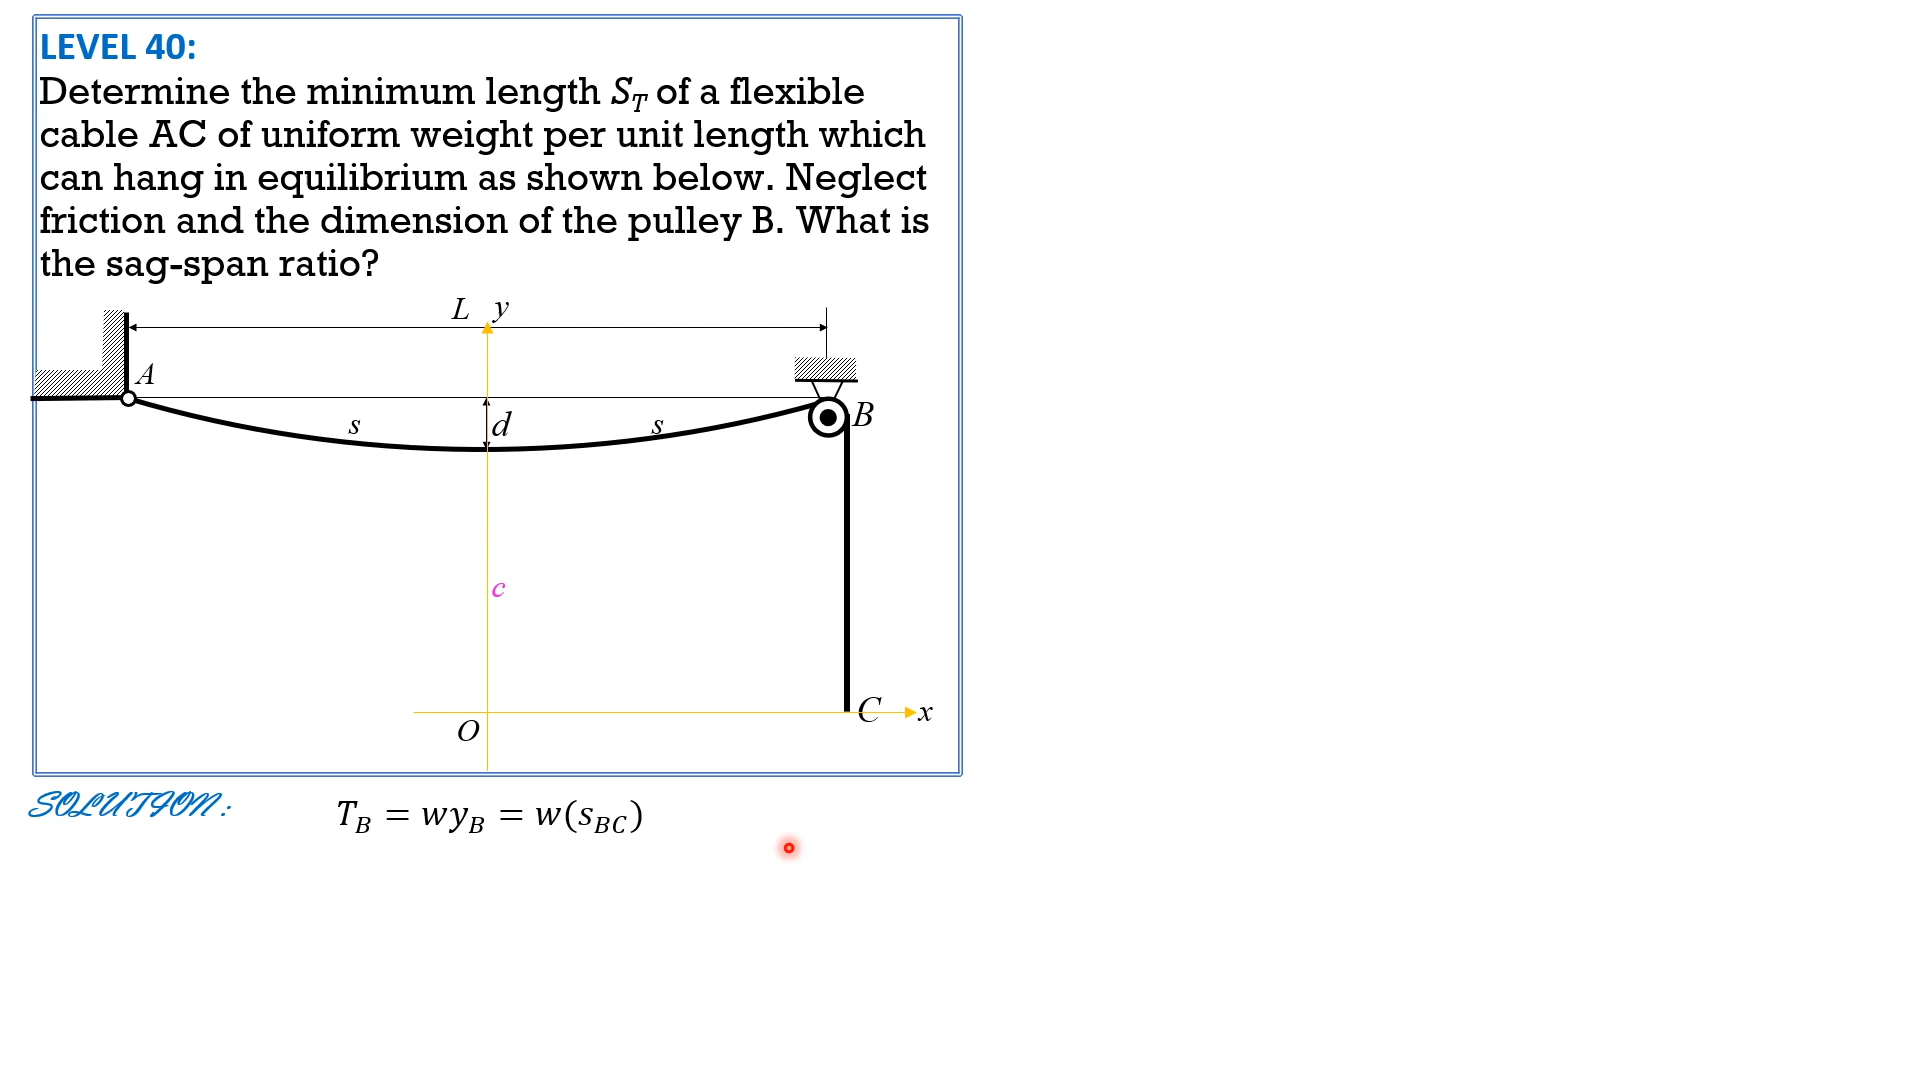 LEVEL 40:
Determine the minimum length S_T of a flexible
cable AC of uniform weight per unit length which
can hang in equilibrium as shown below. Neglect
friction and the dimension of the pulley B. What is
the sag-span ratio?
L y
A
s d s B
c
C x
O
SOLUTION: T_B = wy_B = w(s_BC)